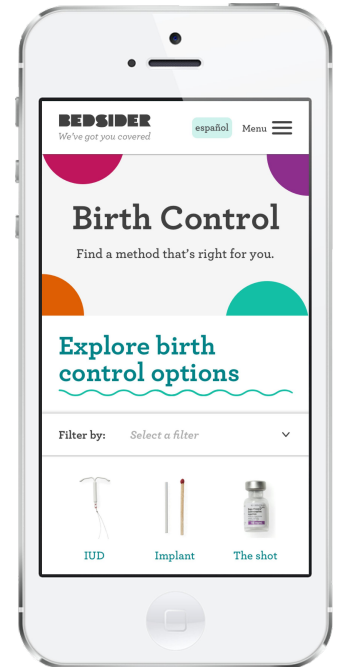 BEDSIDER
We've got you covered
español
Menu
Birth Control
Find a method that's right for you.
Explore birth
control options
Filter by:
Select a filter
IUD
Implant
The shot